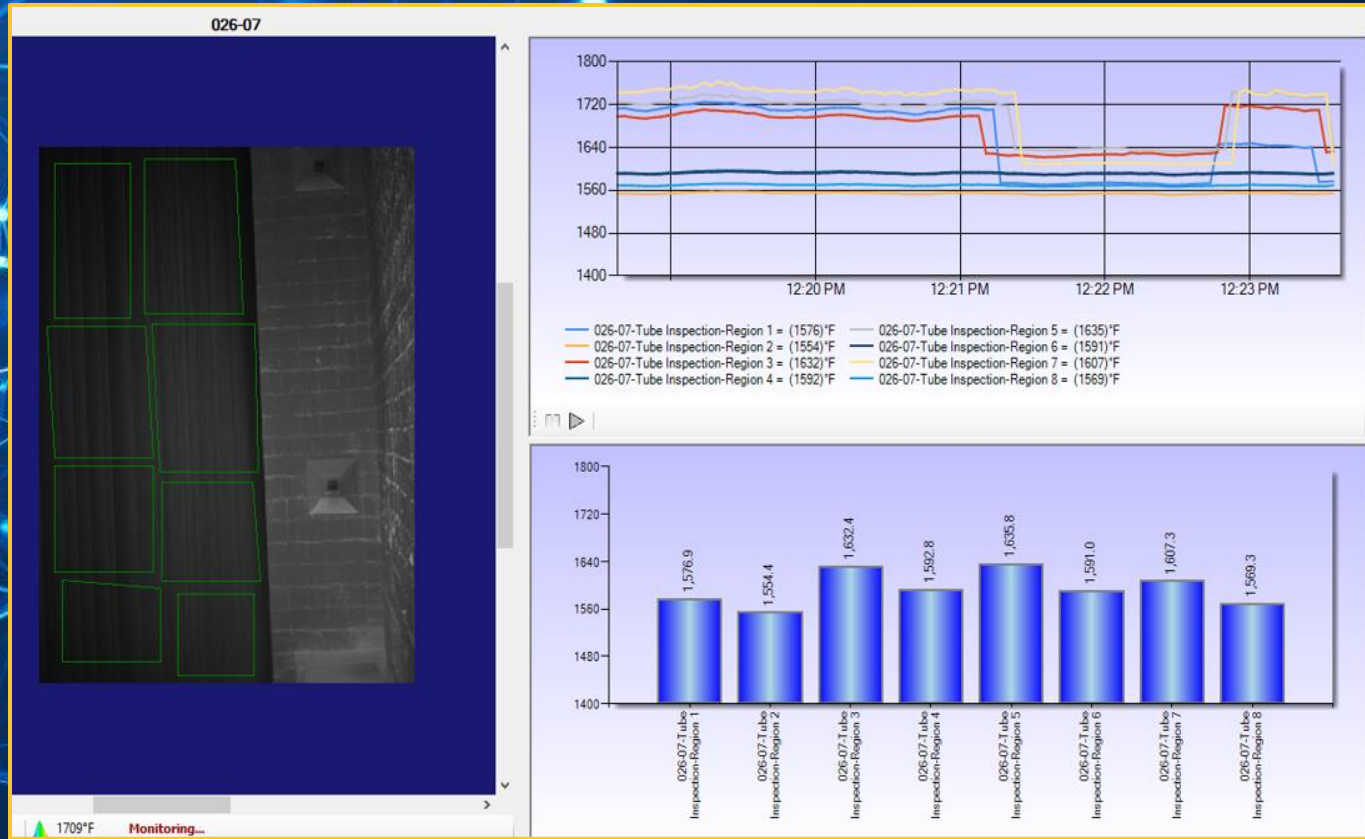 026-07
1709°F Monitoring...
1800
1720
1640
1560
1480
1400
12:20 PM 12:21 PM 12:22 PM 12:23 PM
026-07-Tube Inspection-Region 1 = (1576)°F 026-07-Tube Inspection-Region 5 = (1635)°F
026-07-Tube Inspection-Region 2 = (1554)°F 026-07-Tube Inspection-Region 6 = (1591)°F
026-07-Tube Inspection-Region 3 = (1632)°F 026-07-Tube Inspection-Region 7 = (1607)°F
026-07-Tube Inspection-Region 4 = (1592)°F 026-07-Tube Inspection-Region 8 = (1569)°F
1800
1720
1640
1560
1480
1400
1,576.9
1,554.4
1,632.4
1,592.8
1,635.8
1,591.0
1,607.3
1,569.3
026-07-Tube
Inspection-Region 1
026-07-Tube
Inspection-Region 2
026-07-Tube
Inspection-Region 3
026-07-Tube
Inspection-Region 4
026-07-Tube
Inspection-Region 5
026-07-Tube
Inspection-Region 6
026-07-Tube
Inspection-Region 7
026-07-Tube
Inspection-Region 8